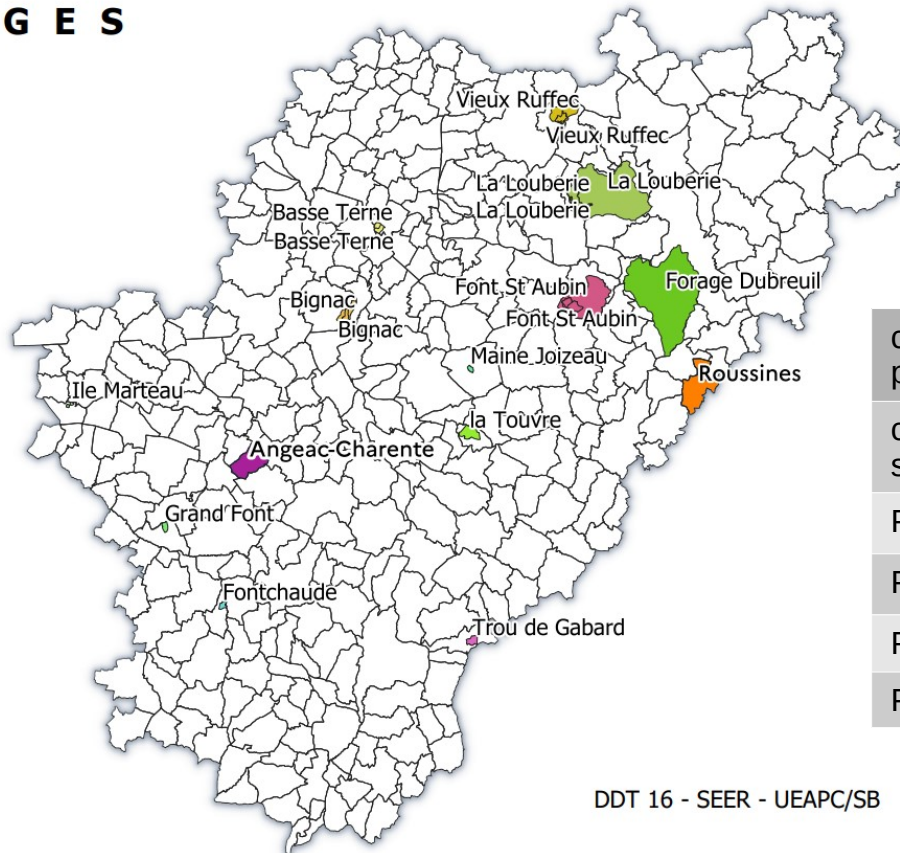 G E S
Vieux Ruffec
Vieux Ruffec
La Louberie
La Louberie
La Louberie
Basse Terne
Basse Terne
Font St Aubin
Forage Dubreuil
Bignac
Font St Aubin
Bignac
Maine Joizeau
Roussines
Ile Marteau
la Touvre
Angeac-Charente
Grand Font
Fontchaude
Trou de Gabard
DDT 16 - SEER - UEAPC/SB